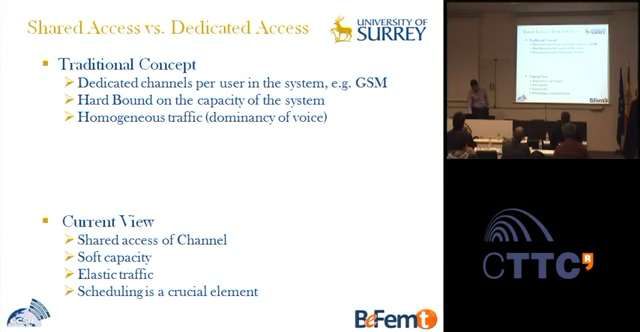 Shared Access vs. Dedicated Access
UNIVERSITY OF
SURREY
Traditional Concept
Dedicated channels per user in the system, e.g. GSM
Hard Bound on the capacity of the system
Homogeneous traffic (dominancy of voice)
Current View
Shared access of Channel
Soft capacity
Elastic traffic
Scheduling is a crucial element
BeFemt
CTTC